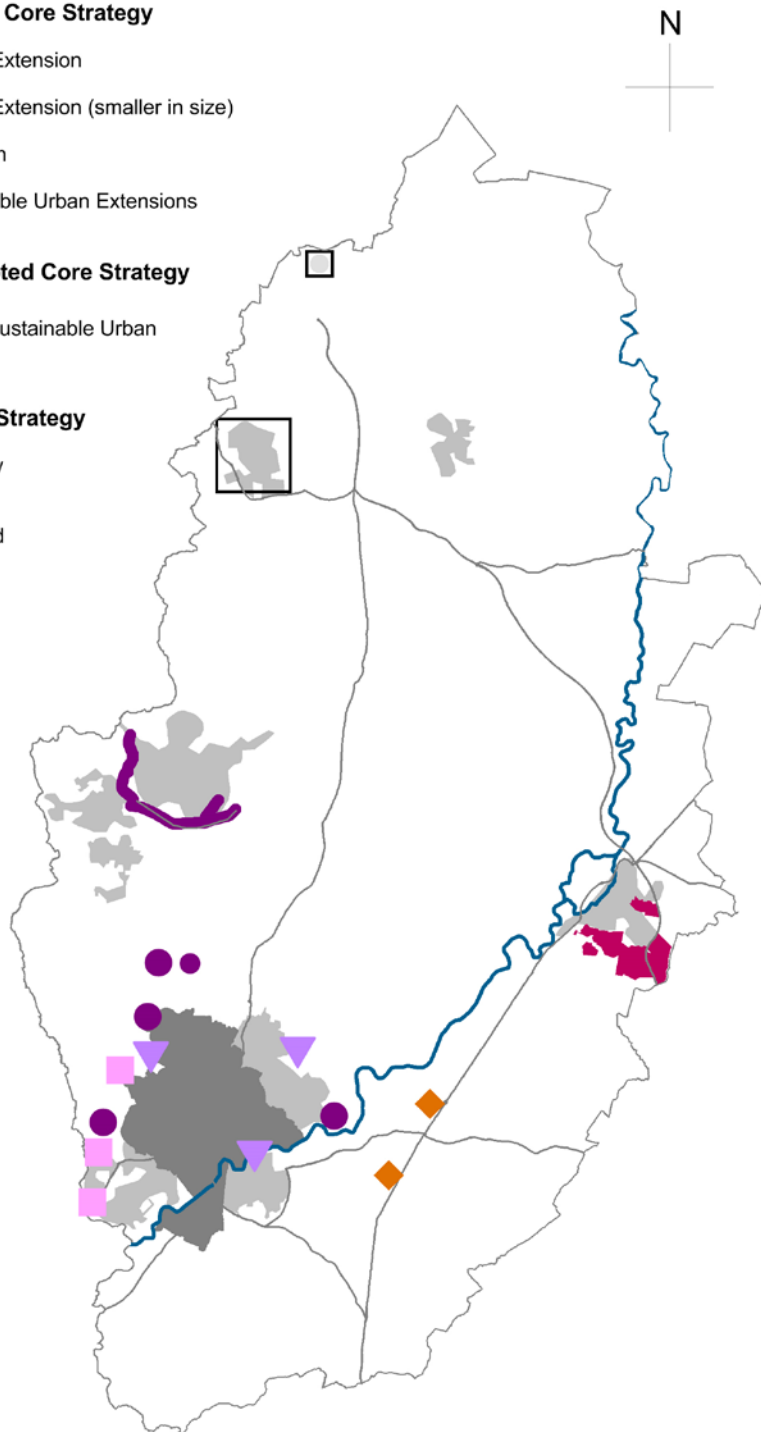 Core Strategy
N
Extension
Extension (smaller in size)
ble Urban Extensions
ted Core Strategy
ustainable Urban
Strategy